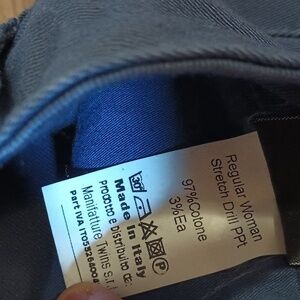 Regular Woman
Stretch Drill PPT
97%Cotone
3%Ea
30
Made in Italy
Prodotto e Distribuito da:
Manifatture Twins s.r.l.
Part IVA